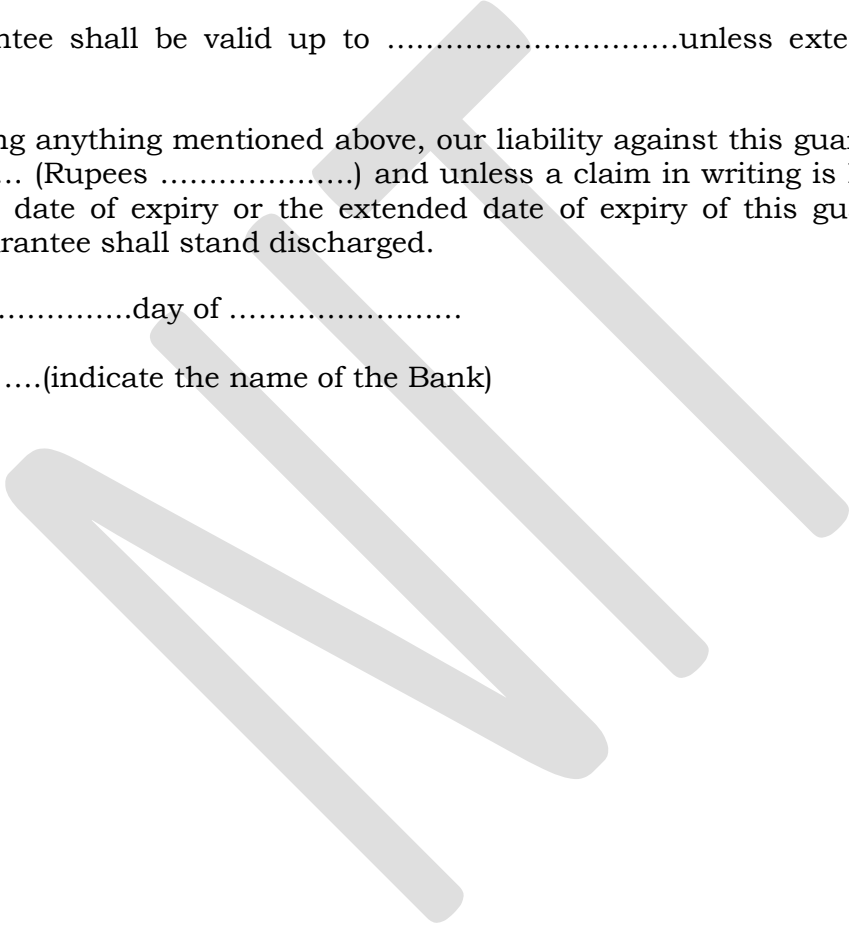 ntee shall be valid up to …………………………unless exte
ng anything mentioned above, our liability against this guar
… (Rupees ………………..) and unless a claim in writing is
date of expiry or the extended date of expiry of this gu
rantee shall stand discharged.
…………..day of ……………………
….(indicate the name of the Bank)
NIT